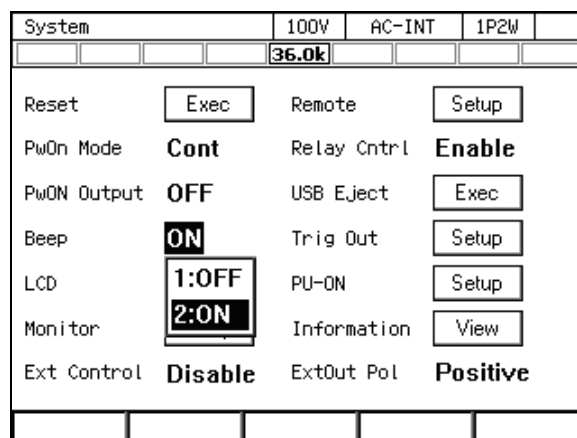 System 100V AC-INT 1P2W
36.0k
Reset Exec Remote Setup
PwOn Mode Cont Relay Cntrl Enable
PwON Output OFF USB Eject Exec
Beep ON Trig Out Setup
LCD 1:OFF PU-ON Setup
2:ON
Monitor Information View
Ext Control Disable ExtOut Pol Positive